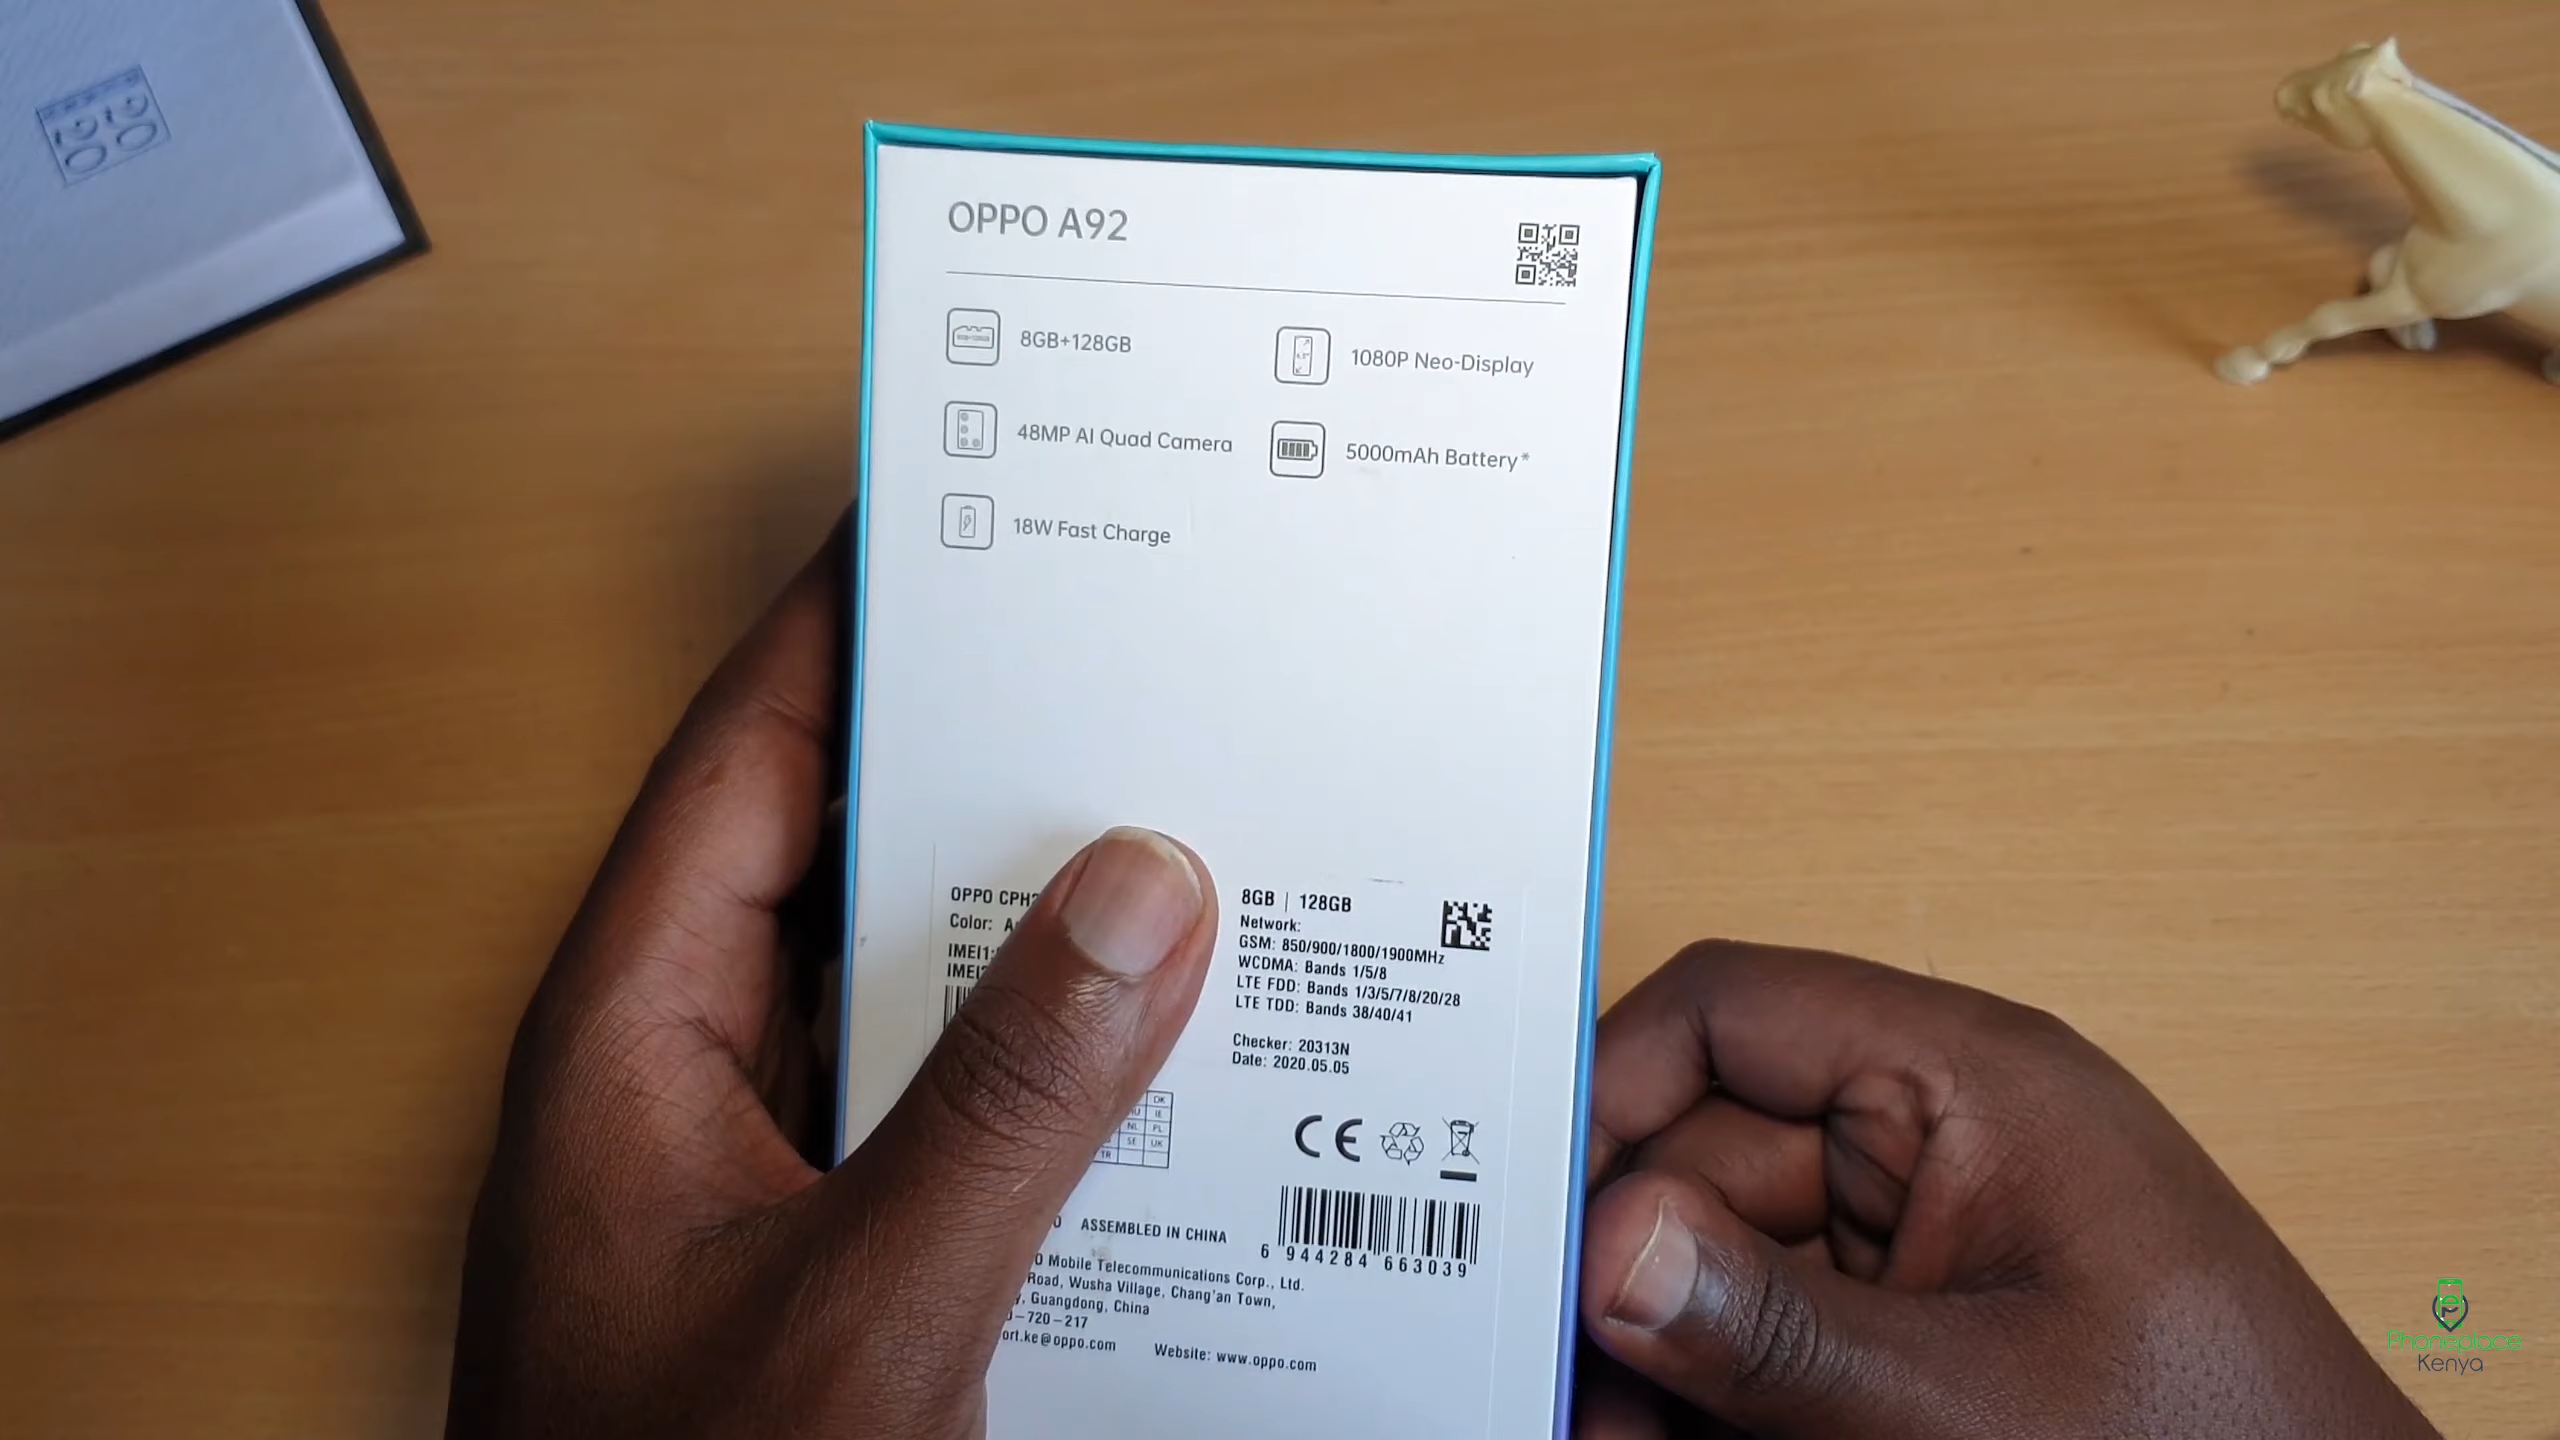 OPPO A92
8GB+128GB
1080P Neo-Display
48MP AI Quad Camera
5000mAh Battery*
18W Fast Charge
OPPO
Color:
IMEI1:
8GB | 128GB
Network:
GSM: 850/900/1800/1900MHz
WCDMA: Bands 1/5/8
LTE FDD: Bands 1/3/5/7/8/20/28
LTE TDD: Bands 38/40/41
Checker: 20313N
Date: 2020.05.05
DK
IE
NL PL
SE UK
TR
CE
ASSEMBLED IN CHINA
6 944284 663039
Mobile Telecommunications Corp., Ltd.
Road, Wusha Village, Chang'an Town,
Guangdong, China
-720-217
ort.ke@oppo.com Website: www.oppo.com
Phoneplace
Kenya